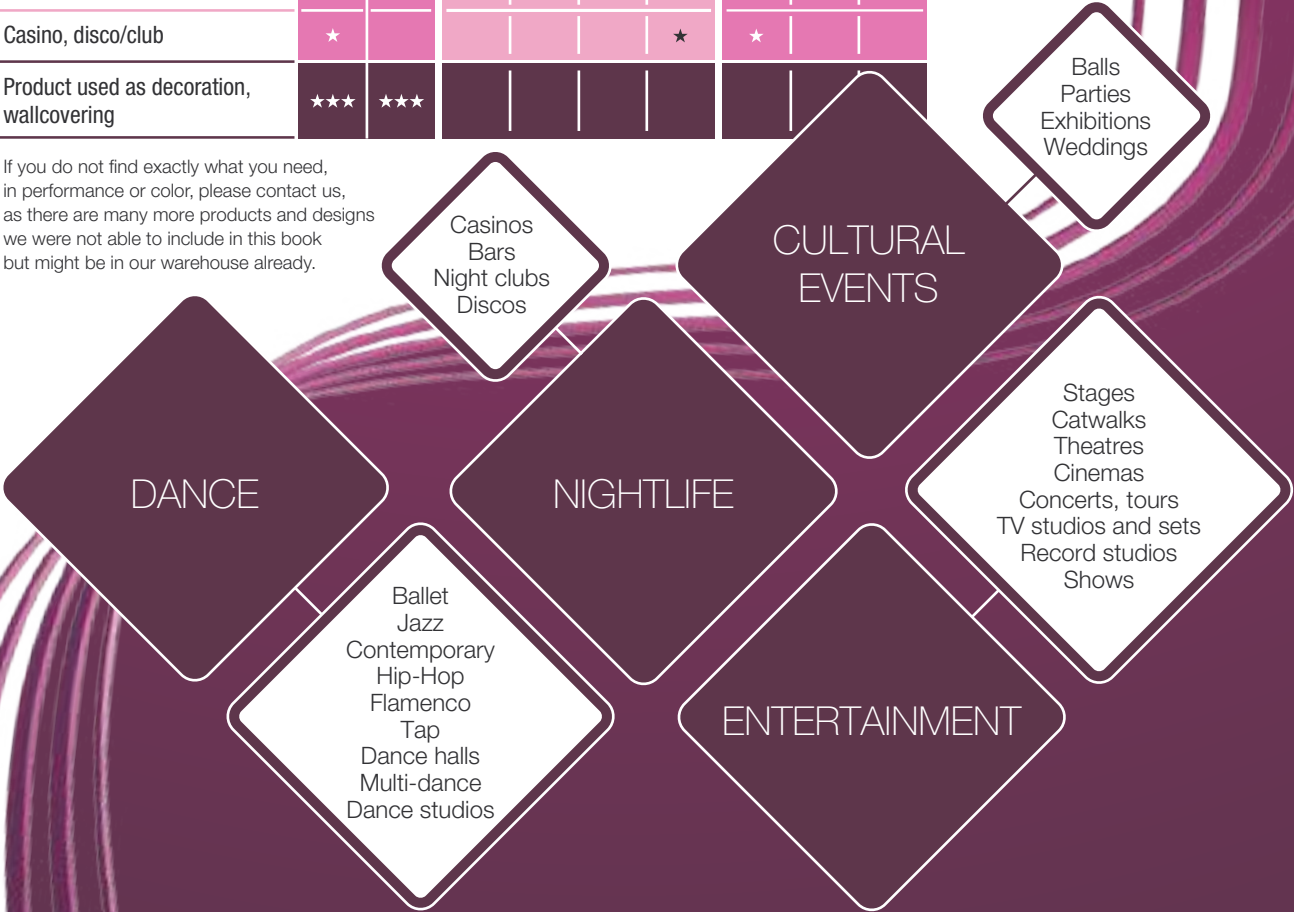 Casino, disco/club ★ ★ ★
Product used as decoration,
wallcovering ★★★ ★★★
If you do not find exactly what you need,
in performance or color, please contact us,
as there are many more products and designs
we were not able to include in this book
but might be in our warehouse already.
Balls
Parties
Exhibitions
Weddings
Casinos
Bars
Night clubs
Discos
CULTURAL
EVENTS
DANCE
NIGHTLIFE
Stages
Catwalks
Theatres
Cinemas
Concerts, tours
TV studios and sets
Record studios
Shows
Ballet
Jazz
Contemporary
Hip-Hop
Flamenco
Tap
Dance halls
Multi-dance
Dance studios
ENTERTAINMENT